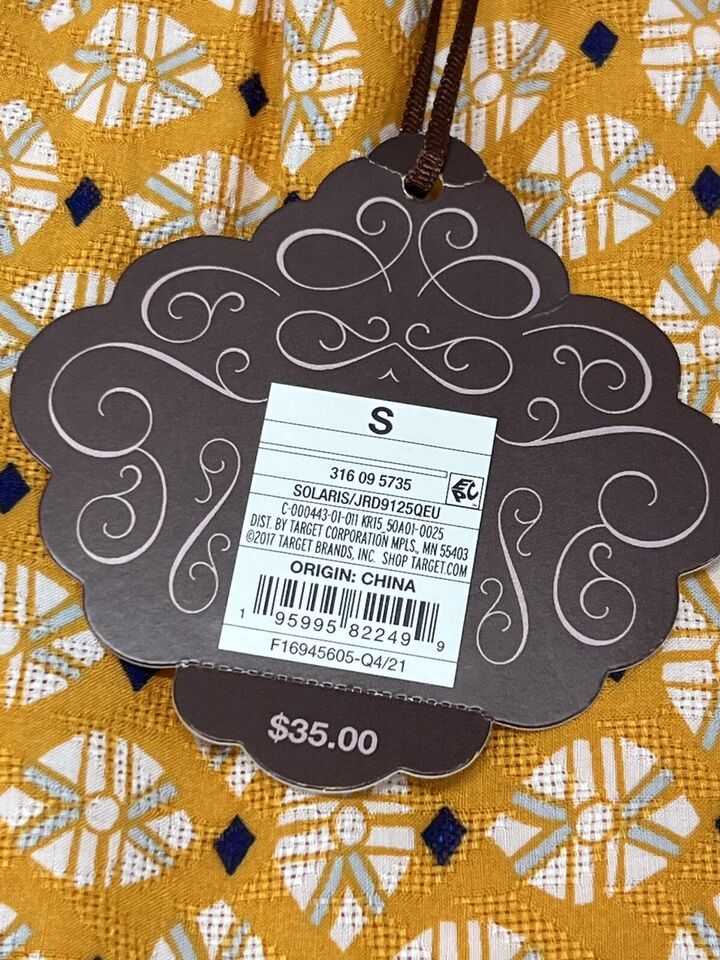 S
316 09 5735
SOLARIS/JRD9125QEU
EPC
C-000443-01-011 KR15_50A01-0025
DIST. BY TARGET CORPORATION MPLS., MN 55403
©2017 TARGET BRANDS, INC. SHOP TARGET.COM
ORIGIN: CHINA
1 95995 82249 9
F16945605-Q4/21
$35.00